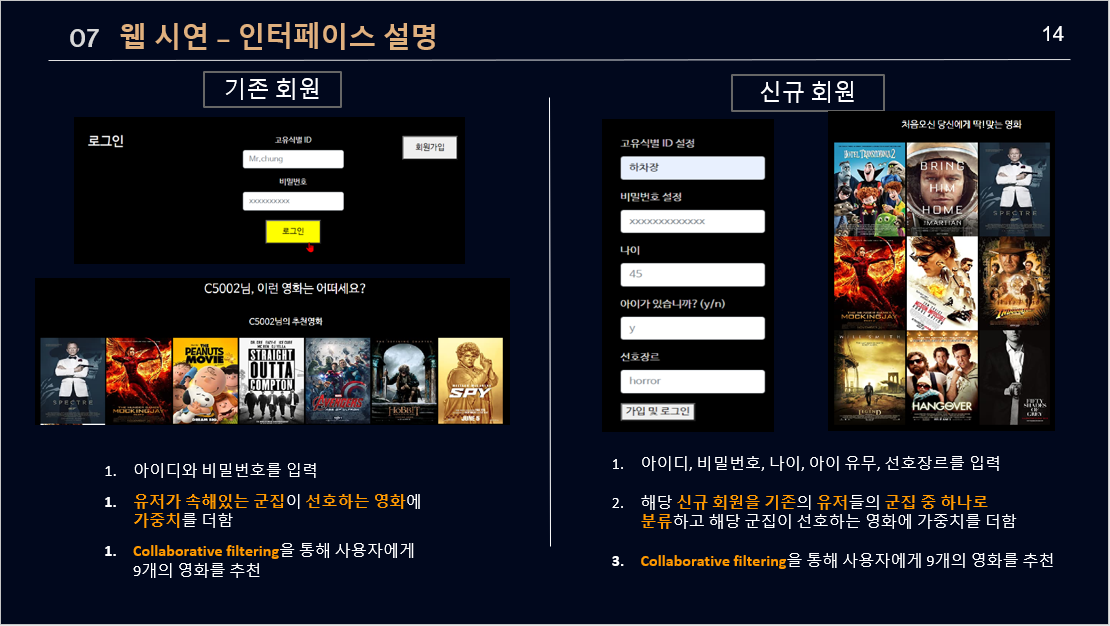 07 웹 시연 – 인터페이스 설명
14
기존 회원
로그인
고유식별 ID
회원가입
Mr.chung
비밀번호
xxxxxxxxxx
로그인
C5002님, 이런 영화는 어떠세요?
C5002님의 추천영화
SPECTRE
MOCKINGJAY
THE
PEANUTS
MOVIE
STRAIGHT
OUTTA
COMPTON
AVENGERS
HOBBIT
SPY
1. 아이디와 비밀번호를 입력
1. 유저가 속해있는 군집이 선호하는 영화에
가중치를 더함
1. Collaborative filtering을 통해 사용자에게
9개의 영화를 추천
신규 회원
고유식별 ID 설정
하차장
비밀번호 설정
xxxxxxxxxxxxx
나이
45
아이가 있습니까? (y/n)
y
선호장르
horror
가입 및 로그인
처음오신 당신에게 딱! 맞는 영화
HOTEL TRANSYLVANIA 2
BRING
HIM
HOME
MARTIAN
SPECTRE
MOCKINGJAY
WILL SMITH
LEGEND
HANGOVER
FIFTY
SHADES
OF GREY
1. 아이디, 비밀번호, 나이, 아이 유무, 선호장르를 입력
2. 해당 신규 회원을 기존의 유저들의 군집 중 하나로
분류하고 해당 군집이 선호하는 영화에 가중치를 더함
3. Collaborative filtering을 통해 사용자에게 9개의 영화를 추천